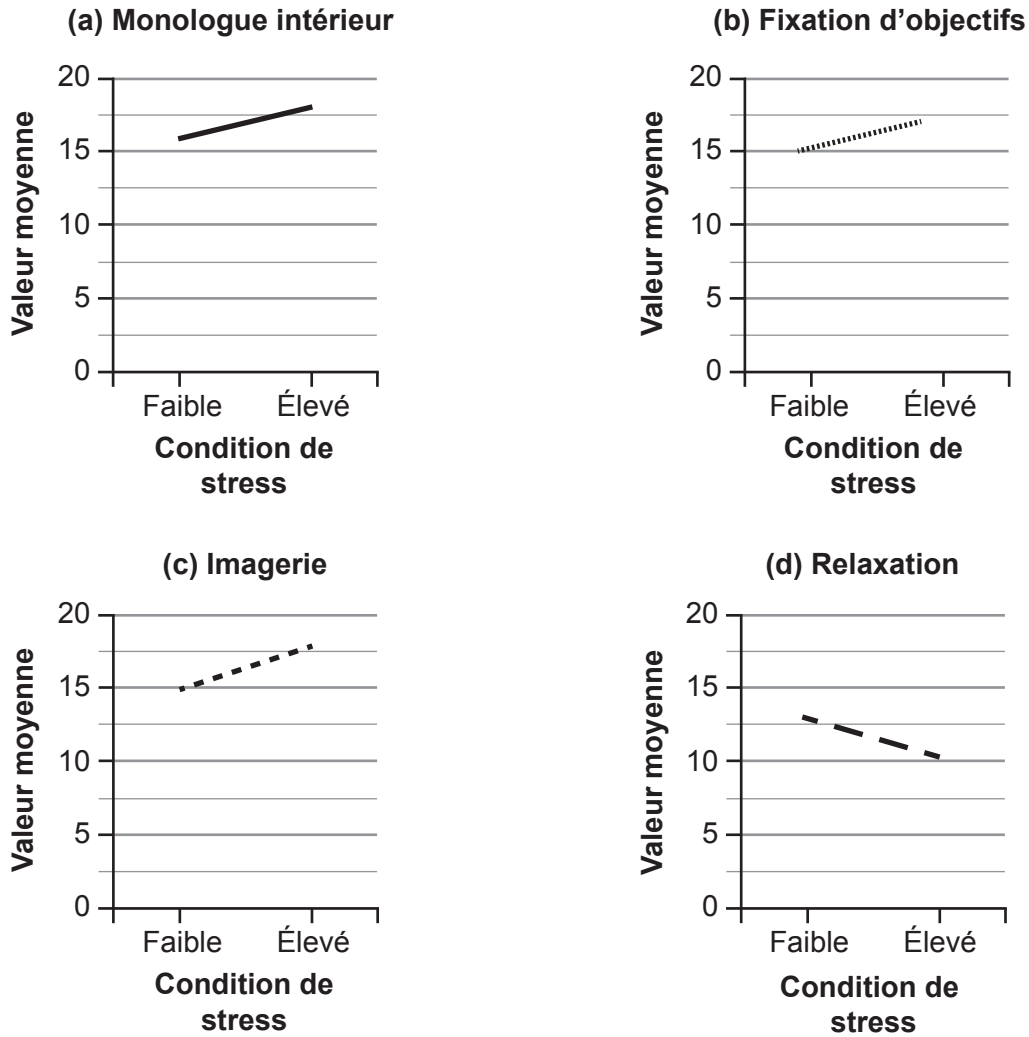 (a) Monologue intérieur
20
15
10
5
0
Valeur moyenne
Faible Élevé
Condition de
stress
(b) Fixation d’objectifs
20
15
10
5
0
Valeur moyenne
Faible Élevé
Condition de
stress
(c) Imagerie
20
15
10
5
0
Valeur moyenne
Faible Élevé
Condition de
stress
(d) Relaxation
20
15
10
5
0
Valeur moyenne
Faible Élevé
Condition de
stress